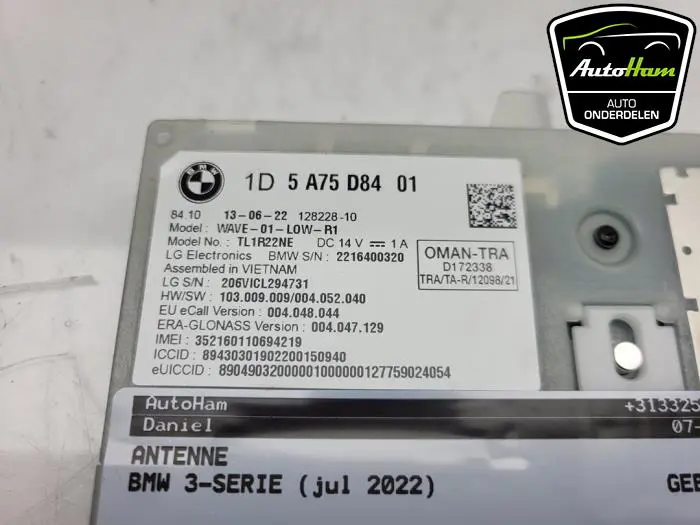 AutoHam
AUTO
ONDERDELEN
BMW
1D 5 A75 D84 01
84.10 13-06-22 128228-10
Model: WAVE-01-LOW-R1
Model No.: TL1R22NE DC 14 V 1 A
LG Electronics BMW S/N: 2216400320
Assembled in VIETNAM
LG S/N: 206VICL294731
HW/SW: 103.009.009/004.052.040
EU eCall Version: 004.048.044
ERA-GLONASS Version: 004.047.129
IMEI: 352160110694219
ICCID: 89430301902200150940
eUICCID: 89049032000001000000127759024054
OMAN-TRA
D172338
TRA/TA-R/12098/21
AutoHam +313325
Daniel 07-
ANTENNE
BMW 3-SERIE (jul 2022) GEB